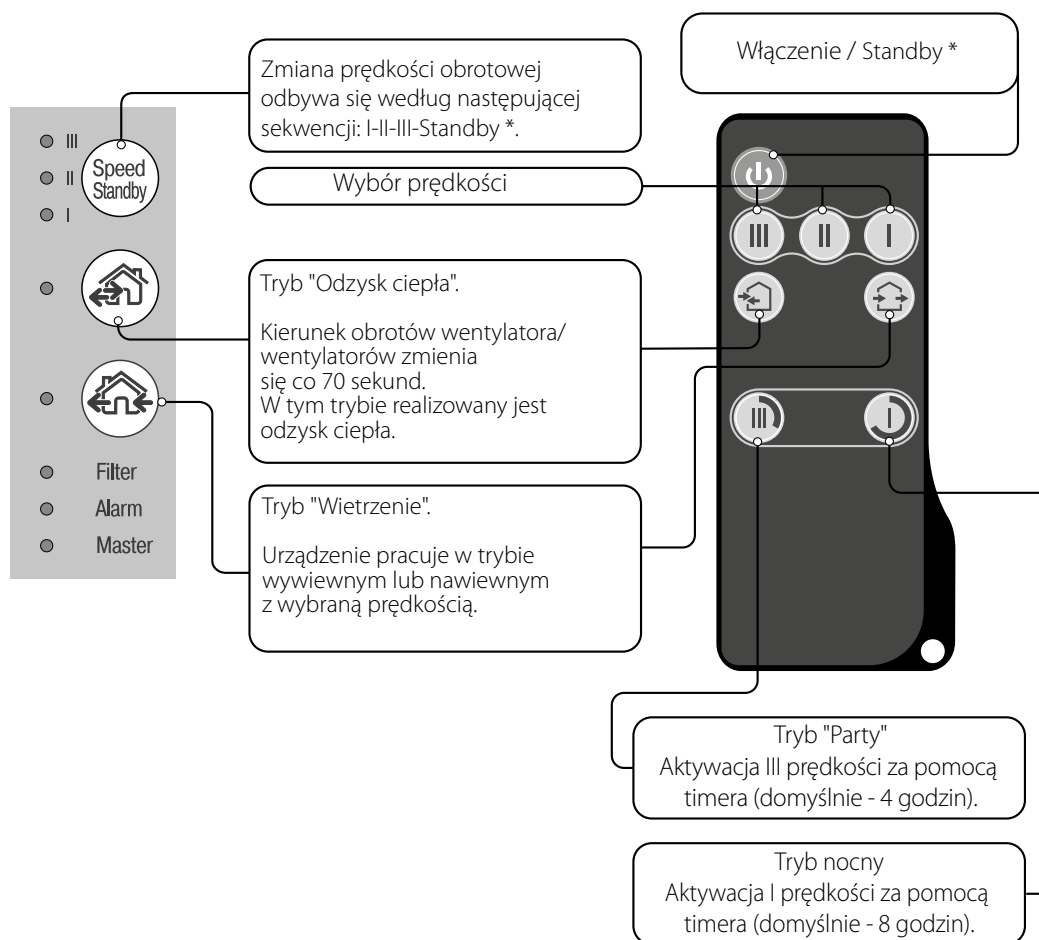 Włączenie / Standby *
Zmiana prędkości obrotowej
odbywa się według następującej
sekwencji: I-II-III-Standby *.
III
II
I
Speed
Standby
Wybór prędkości
III
II
I
Tryb "Odzysk ciepła".
Kierunek obrotów wentylatora/
wentylatorów zmienia
się co 70 sekund.
W tym trybie realizowany jest
odzysk ciepła.
III
I
Filter
Alarm
Master
Tryb "Wietrzenie".
Urządzenie pracuje w trybie
wywiewnym lub nawiewnym
z wybraną prędkością.
Tryb "Party"
Aktywacja III prędkości za pomocą
timera (domyślnie - 4 godzin).
Tryb nocny
Aktywacja I prędkości za pomocą
timera (domyślnie - 8 godzin).